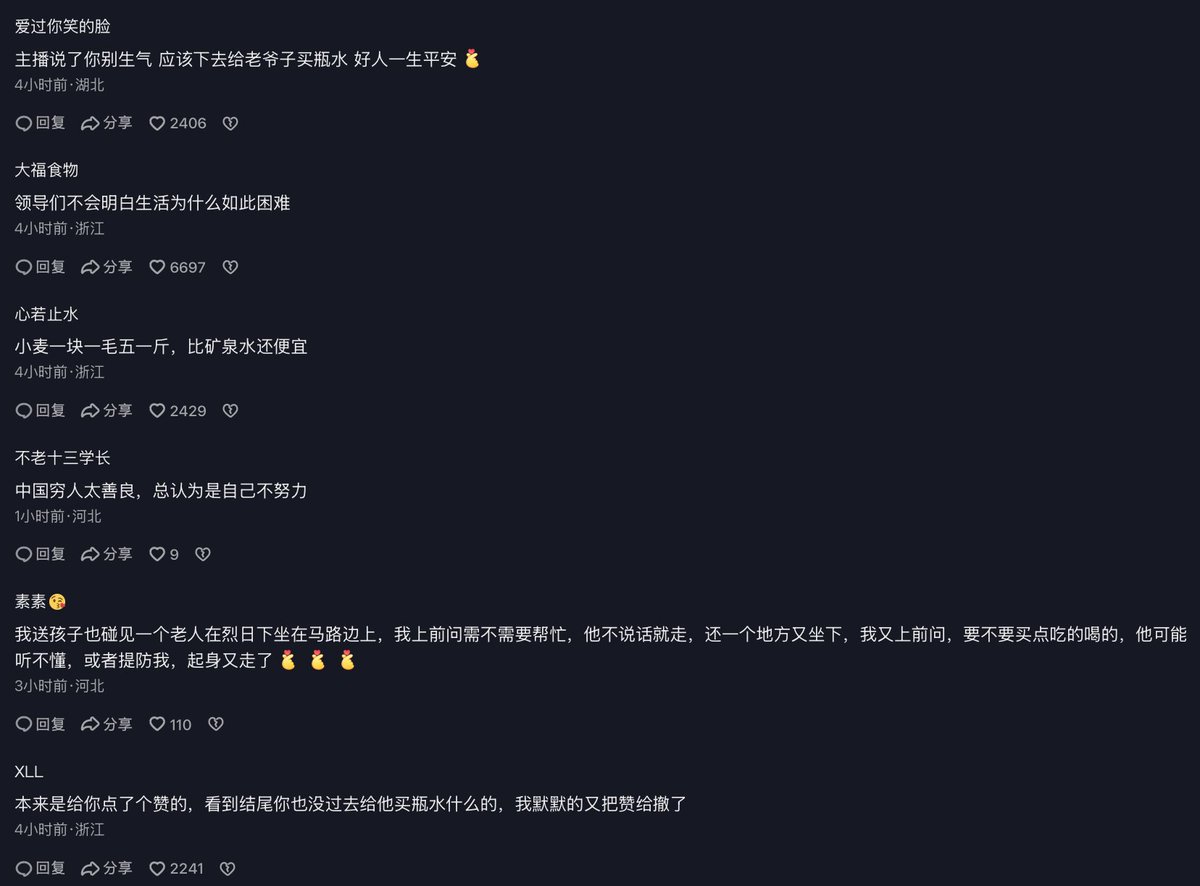 爱过你笑的脸
主播说了你别生气 应该下去给老爷子买瓶水 好人一生平安
4小时前·湖北
回复 分享 2406
大福食物
领导们不会明白生活为什么如此困难
4小时前·浙江
回复 分享 6697
心若止水
小麦一块一毛五一斤，比矿泉水还便宜
4小时前·浙江
回复 分享 2429
不老十三学长
中国穷人太善良，总认为是自己不努力
1小时前·河北
回复 分享 9
素素😘
我送孩子也碰见一个老人在烈日下坐在马路边上，我上前问需不需要帮忙，他不说话就走，还一个地方又坐下，我又上前问，要不要买点吃的喝的，他可能
听不懂，或者提防我，起身又走了
3小时前·河北
回复 分享 110
XLL
本来是给你点了个赞的，看到结尾你也没过去给他买瓶水什么的，我默默的又把赞给撤了
4小时前·浙江
回复 分享 2241